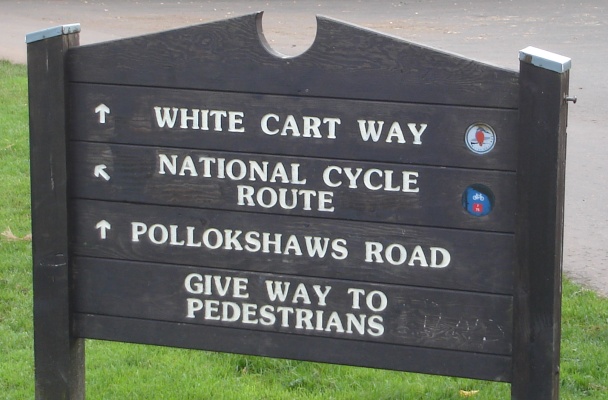 WHITE CART WAY
NATIONAL CYCLE
ROUTE
POLLOKSHAWS ROAD
GIVE WAY TO
PEDESTRIANS